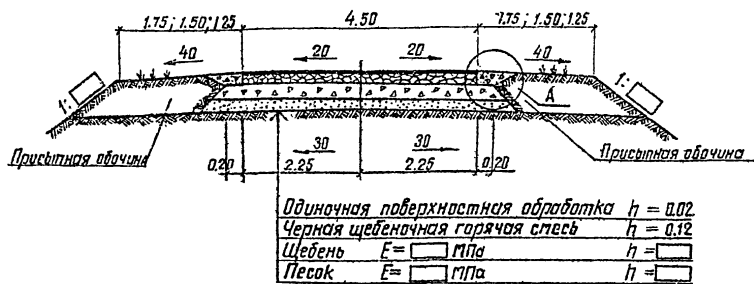 1.75; 1.50; 1.25 4.50 1.75; 1.50; 1.25
40 20 20 40
1: А 1:
Присыпная обочина 30 30 Присыпная обочина
0.20 2.25 2.25 0.20
Одиночная поверхностная обработка h = 0.02
Черная щебеночная горячая смесь h = 0.12
Щебень E= МПа h =
Песок E= МПа h =